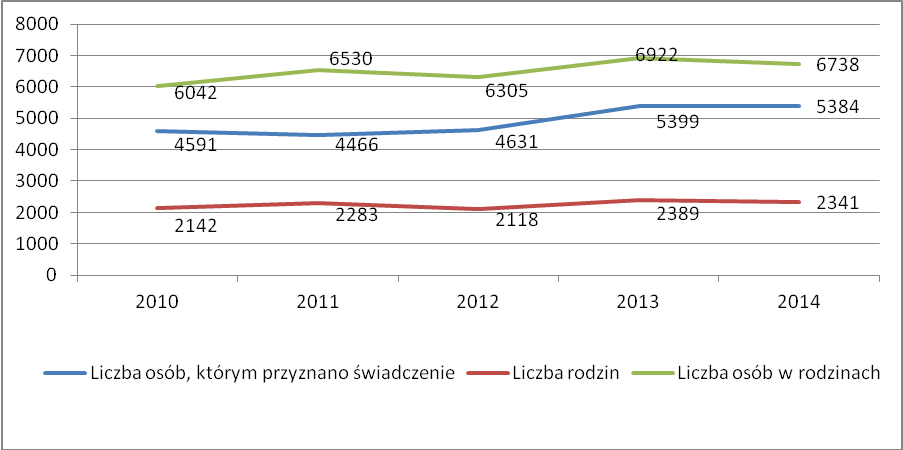 8000
7000
6000
5000
4000
3000
2000
1000
0
6042 6530 6305 6922 6738
4591 4466 4631 5399 5384
2142 2283 2118 2389 2341
2010 2011 2012 2013 2014
Liczba osób, którym przyznano świadczenie Liczba rodzin Liczba osób w rodzinach